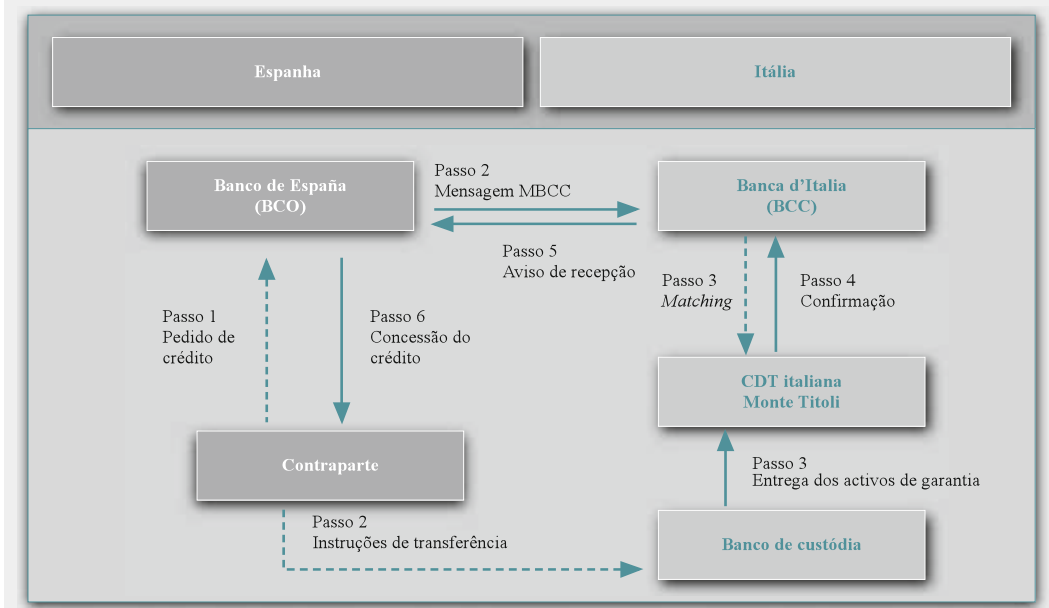 Espanha
Itália
Banco de España
(BCO)
Passo 2
Mensagem MBCC
Banca d’Italia
(BCC)
Passo 5
Aviso de recepção
Passo 3
Matching
Passo 4
Confirmação
Passo 1
Pedido de
crédito
Passo 6
Concessão do
crédito
CDT italiana
Monte Titoli
Contraparte
Passo 3
Entrega dos activos de garantia
Passo 2
Instruções de transferência
Banco de custódia